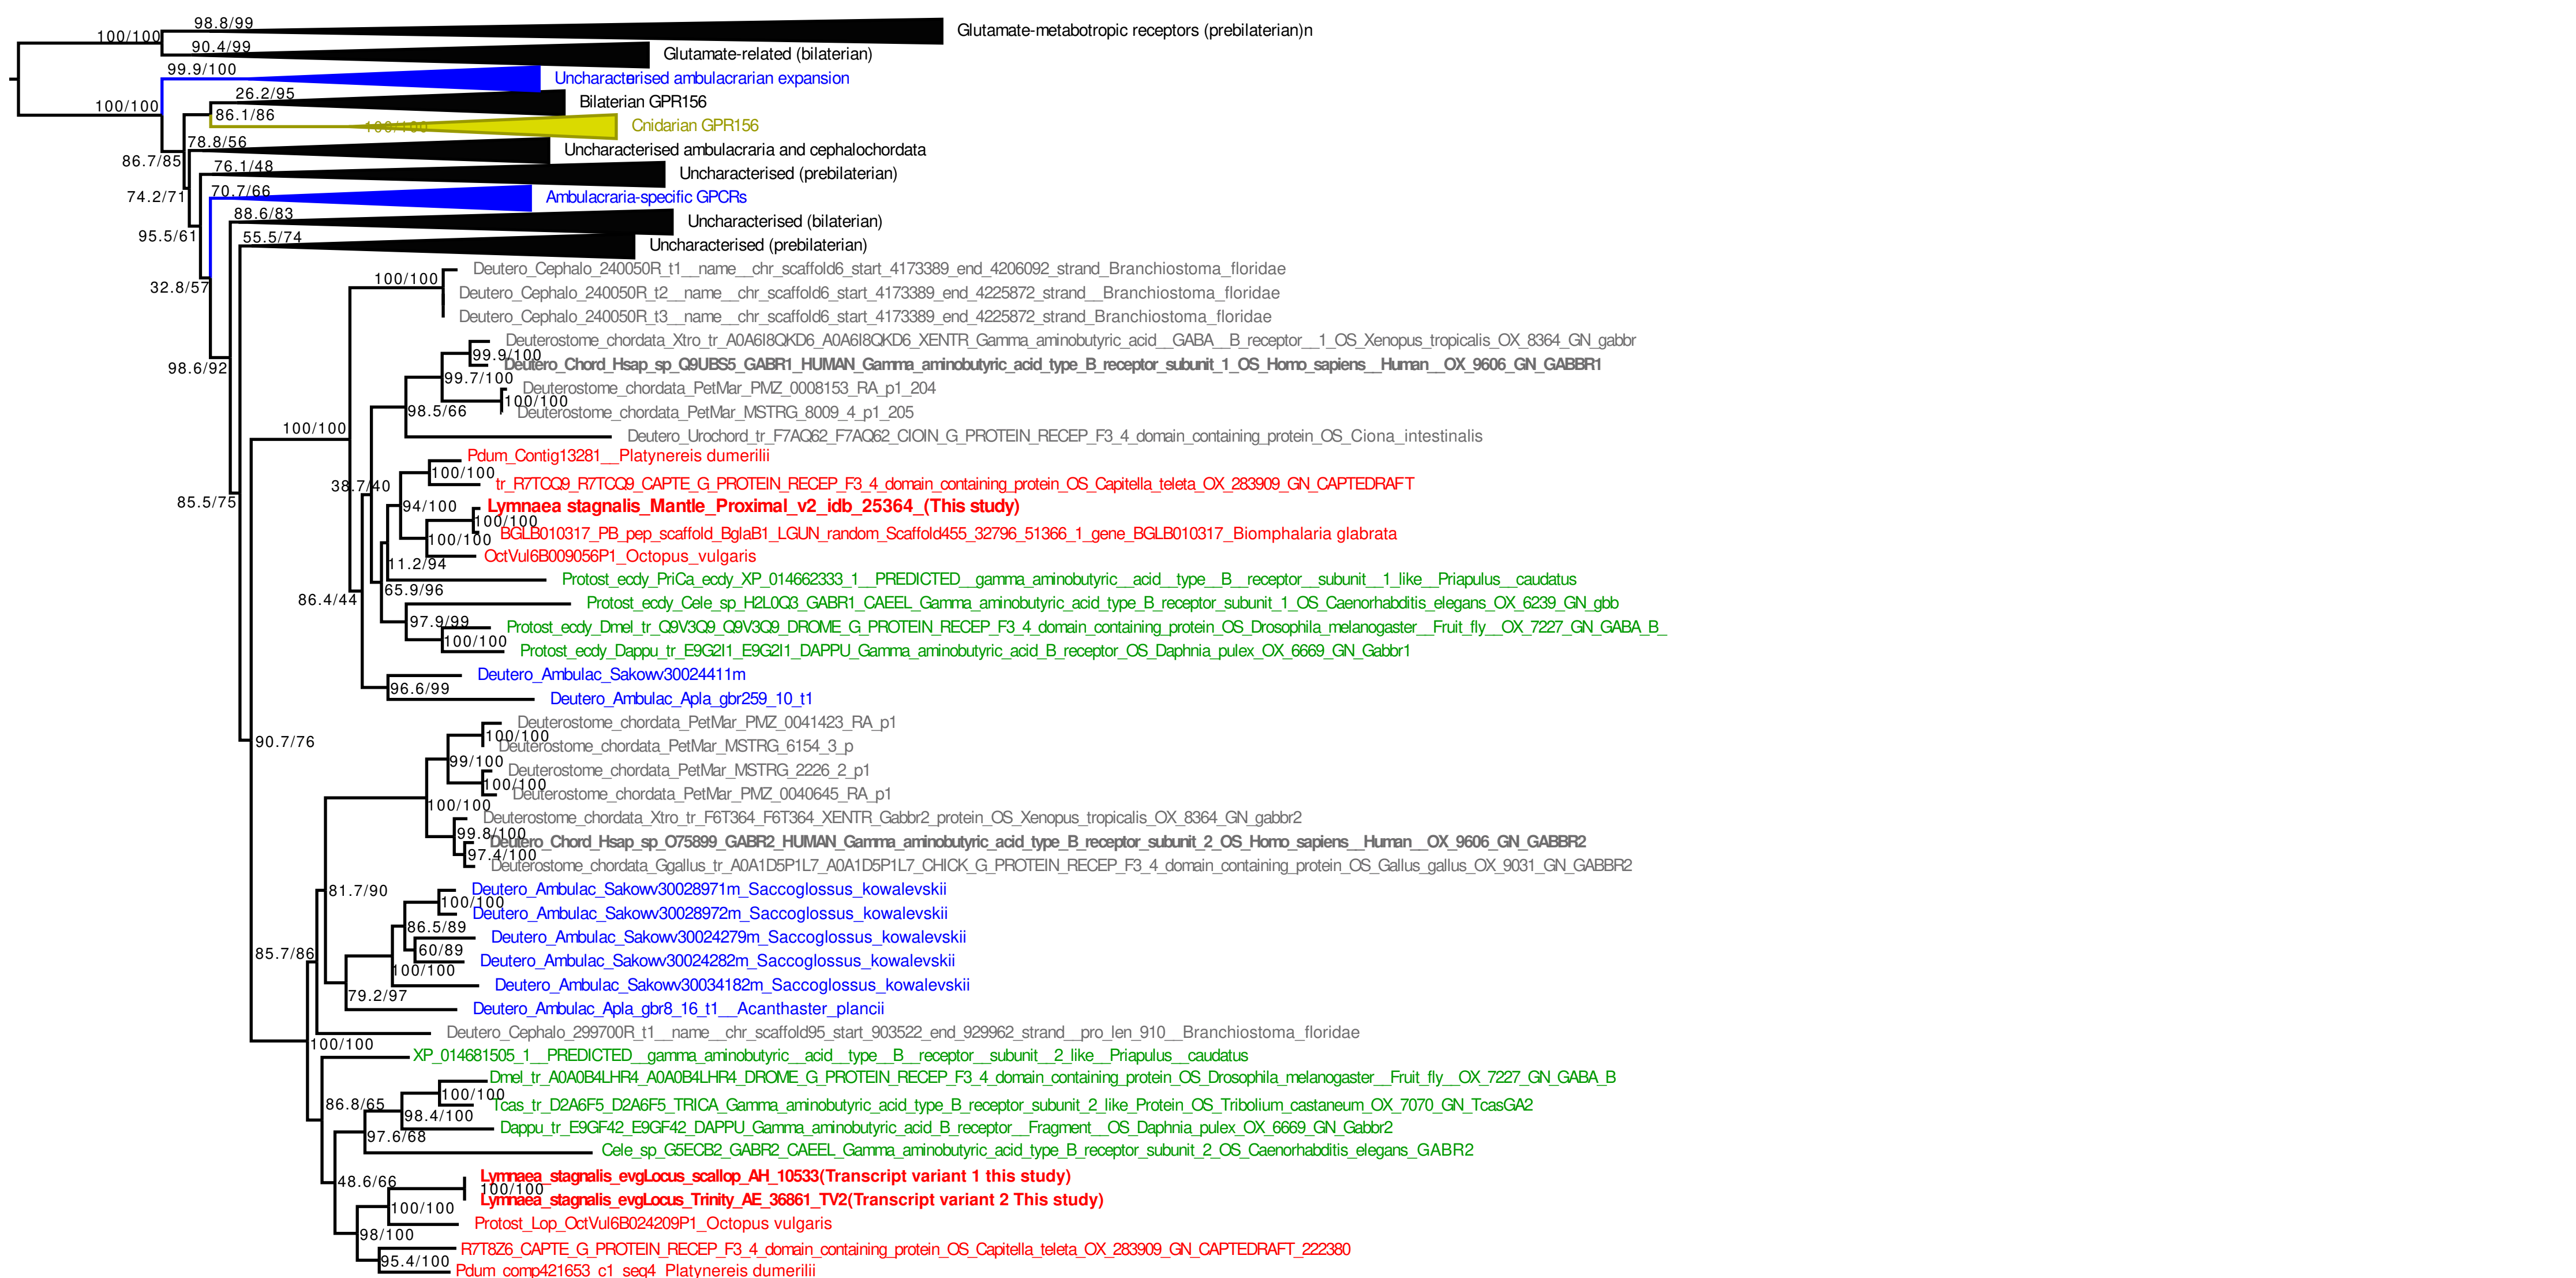 98.8/99
Glutamate-metabotropic receptors (prebilaterian)n
100/100
90.4/99
Glutamate-related (bilaterian)
99.9/100
Uncharacterised ambulacrarian expansion
26.2/95
Bilaterian GPR156
100/100
86.1/86
100/100
Cnidarian GPR156
78.8/56
Uncharacterised ambulacraria and cephalochordata
86.7/85
76.1/48
Uncharacterised (prebilaterian)
74.2/71
70.7/66
Ambulacraria-specific GPCRs
88.6/83
Uncharacterised (bilaterian)
95.5/61
55.5/74
Uncharacterised (prebilaterian)
Deutero_Cephalo_240050R_t1__name__chr_scaffold6_start_4173389_end_4206092_strand_Branchiostoma_floridae
100/100
32.8/57
Deutero_Cephalo_240050R_t2__name__chr_scaffold6_start_4173389_end_4225872_strand__Branchiostoma_floridae
Deutero_Cephalo_240050R_t3__name__chr_scaffold6_start_4173389_end_4225872_strand_Branchiostoma_floridae
Deuterostome_chordata_Xtro_tr_A0A6I8QKD6_A0A6I8QKD6_XENTR_Gamma_aminobutyric_acid__GABA__B_receptor__1_OS_Xenopus_tropicalis_OX_8364_GN_gabbr
99.9/100
Deutero_Chord_Hsap_sp_Q9UBS5_GABR1_HUMAN_Gamma_aminobutyric_acid_type_B_receptor_subunit_1_OS_Homo_sapiens__Human__OX_9606_GN_GABBR1
98.6/92
99.7/100
Deuterostome_chordata_PetMar_PMZ_0008153_RA_p1_204
100/100
98.5/66
Deuterostome_chordata_PetMar_MSTRG_8009_4_p1_205
100/100
Deutero_Urochord_tr_F7AQ62_F7AQ62_CIOIN_G_PROTEIN_RECEP_F3_4_domain_containing_protein_OS_Ciona_intestinalis
Pdum_Contig13281__Platynereis dumerilii
100/100
38.7/40
tr_R7TCQ9_R7TCQ9_CAPTE_G_PROTEIN_RECEP_F3_4_domain_containing_protein_OS_Capitella_teleta_OX_283909_GN_CAPTEDRAFT
85.5/75
94/100
Lymnaea stagnalis_Mantle_Proximal_v2_idb_25364_(This study)
100/100
BGLB010317_PB_pep_scaffold_BglaB1_LGUN_random_Scaffold455_32796_51366_1_gene_BGLB010317_Biomphalaria glabrata
100/100
OctVul6B009056P1_Octopus_vulgaris
11.2/94
Protost_ecdy_PriCa_ecdy_XP_014662333_1__PREDICTED__gamma_aminobutyric__acid__type__B__receptor__subunit__1_like__Priapulus__caudatus
65.9/96
86.4/44
Protost_ecdy_Cele_sp_H2L0Q3_GABR1_CAEEL_Gamma_aminobutyric_acid_type_B_receptor_subunit_1_OS_Caenorhabditis_elegans_OX_6239_GN_gbb
97.9/99
Protost_ecdy_Dmel_tr_Q9V3Q9_Q9V3Q9_DROME_G_PROTEIN_RECEP_F3_4_domain_containing_protein_OS_Drosophila_melanogaster__Fruit_fly__OX_7227_GN_GABA_B_
100/100
Protost_ecdy_Dappu_tr_E9G2I1_E9G2I1_DAPPU_Gamma_aminobutyric_acid_B_receptor_OS_Daphnia_pulex_OX_6669_GN_Gabbr1
Deutero_Ambulac_Sakowv30024411m
96.6/99
Deutero_Ambulac_Apla_gbr259_10_t1
Deuterostome_chordata_PetMar_PMZ_0041423_RA_p1
100/100
90.7/76
Deuterostome_chordata_PetMar_MSTRG_6154_3_p
99/100
Deuterostome_chordata_PetMar_MSTRG_2226_2_p1
100/100
Deuterostome_chordata_PetMar_PMZ_0040645_RA_p1
100/100
Deuterostome_chordata_Xtro_tr_F6T364_F6T364_XENTR_Gabbr2_protein_OS_Xenopus_tropicalis_OX_8364_GN_gabbr2
99.8/100
Deutero_Chord_Hsap_sp_O75899_GABR2_HUMAN_Gamma_aminobutyric_acid_type_B_receptor_subunit_2_OS_Homo_sapiens__Human__OX_9606_GN_GABBR2
97.4/100
Deuterostome_chordata_Ggallus_tr_A0A1D5P1L7_A0A1D5P1L7_CHICK_G_PROTEIN_RECEP_F3_4_domain_containing_protein_OS_Gallus_gallus_OX_9031_GN_GABBR2
81.7/90
Deutero_Ambulac_Sakowv30028971m_Saccoglossus_kowalevskii
100/100
Deutero_Ambulac_Sakowv30028972m_Saccoglossus_kowalevskii
86.5/89
Deutero_Ambulac_Sakowv30024279m_Saccoglossus_kowalevskii
85.7/86
60/89
Deutero_Ambulac_Sakowv30024282m_Saccoglossus_kowalevskii
100/100
Deutero_Ambulac_Sakowv30034182m_Saccoglossus_kowalevskii
79.2/97
Deutero_Ambulac_Apla_gbr8_16_t1__Acanthaster_plancii
Deutero_Cephalo_299700R_t1__name__chr_scaffold95_start_903522_end_929962_strand__pro_len_910__Branchiostoma_floridae
100/100
XP_014681505_1__PREDICTED__gamma_aminobutyric__acid__type__B__receptor__subunit__2_like__Priapulus__caudatus
Dmel_tr_A0A0B4LHR4_A0A0B4LHR4_DROME_G_PROTEIN_RECEP_F3_4_domain_containing_protein_OS_Drosophila_melanogaster__Fruit_fly__OX_7227_GN_GABA_B
100/100
86.8/65
Tcas_tr_D2A6F5_D2A6F5_TRICA_Gamma_aminobutyric_acid_type_B_receptor_subunit_2_like_Protein_OS_Tribolium_castaneum_OX_7070_GN_TcasGA2
98.4/100
Dappu_tr_E9GF42_E9GF42_DAPPU_Gamma_aminobutyric_acid_B_receptor__Fragment__OS_Daphnia_pulex_OX_6669_GN_Gabbr2
97.6/68
Cele_sp_G5ECB2_GABR2_CAEEL_Gamma_aminobutyric_acid_type_B_receptor_subunit_2_OS_Caenorhabditis_elegans_GABR2
Lymnaea_stagnalis_evgLocus_scallop_AH_10533(Transcript variant 1 this study)
48.6/66
100/100
Lymnaea_stagnalis_evgLocus_Trinity_AE_36861_TV2(Transcript variant 2 This study)
100/100
Protost_Lop_OctVul6B024209P1_Octopus vulgaris
98/100
R7T8Z6_CAPTE_G_PROTEIN_RECEP_F3_4_domain_containing_protein_OS_Capitella_teleta_OX_283909_GN_CAPTEDRAFT_222380
95.4/100
Pdum_comp421653_c1_seq4_Platynereis dumerilii